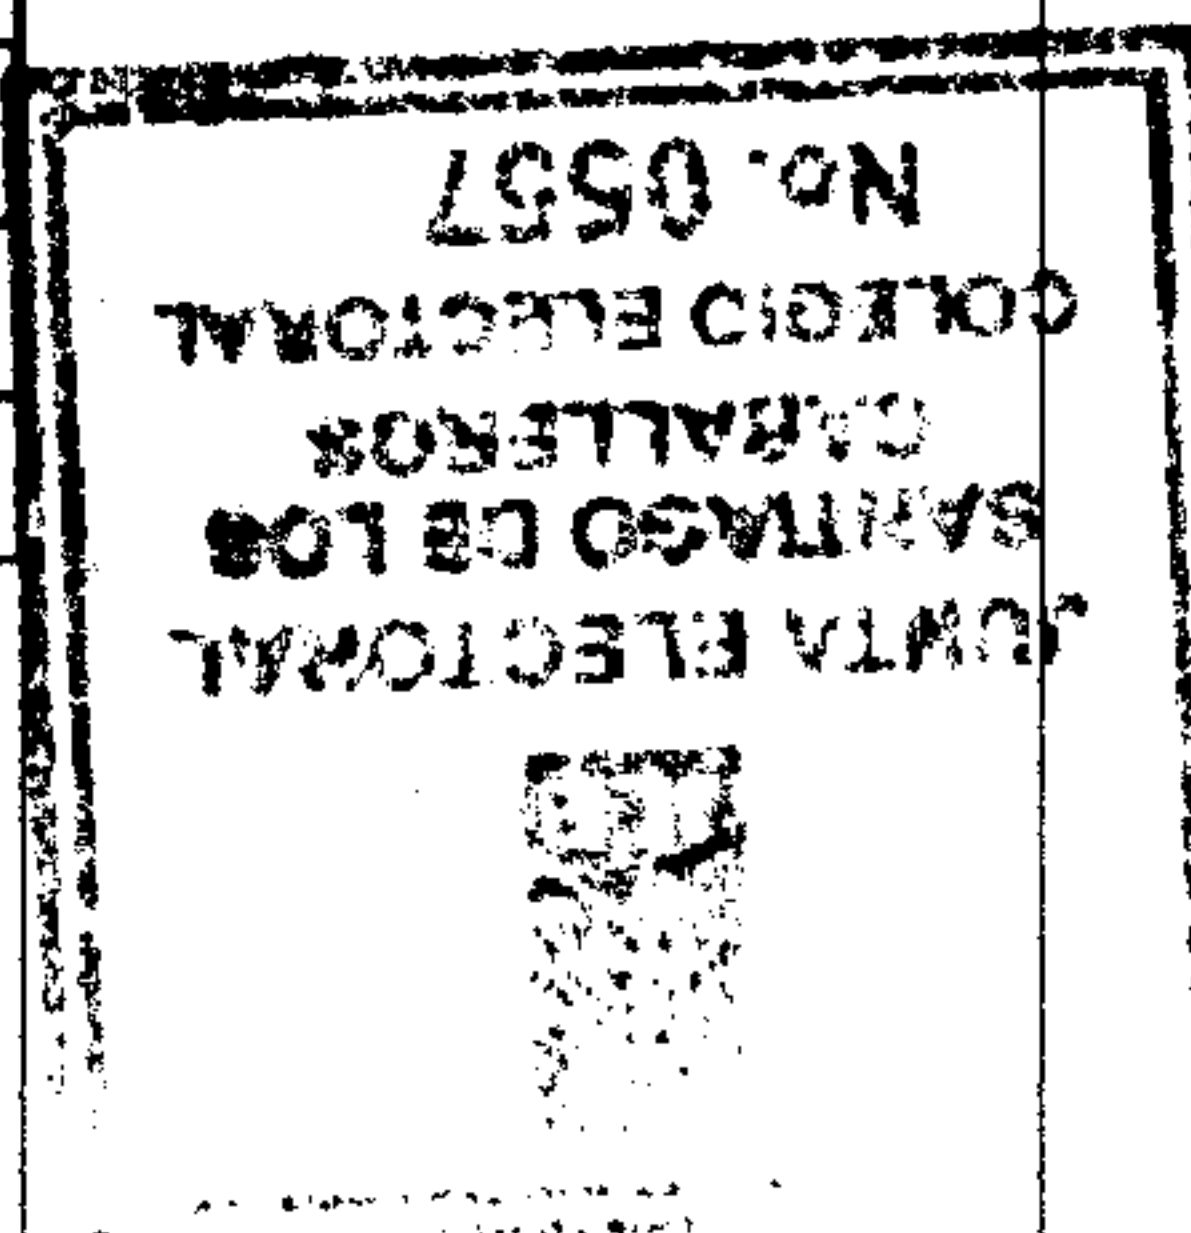 JUNTA ELECTORAL
SANTIAGO DE LOS
CABALLEROS
COLEGIO ELECTORAL
No. 0557